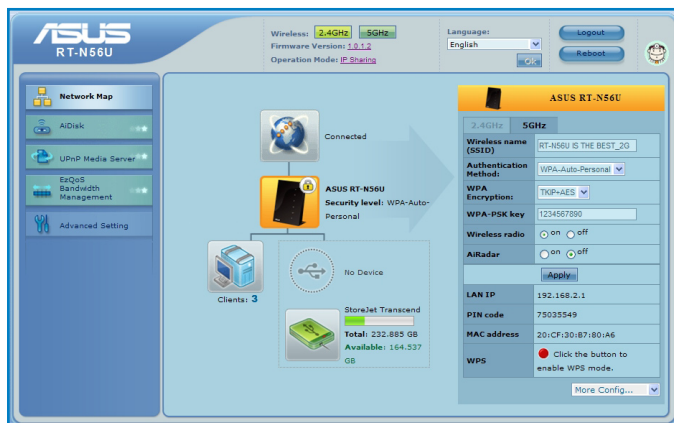 ASUS
RT-N56U
Wireless: 2.4GHz 5GHz
Firmware Version: 1.0.1.2
Operation Mode: IP Sharing
Language:
English
OK
Logout
Reboot
Network Map
AiDisk
UPnP Media Server
EzQoS
Bandwidth
Management
Advanced Setting
Connected
ASUS RT-N56U
Security level: WPA-Auto-
Personal
Clients: 3
No Device
StoreJet Transcend
Total: 232.885 GB
Available: 164.537
GB
ASUS RT-N56U
2.4GHz 5GHz
Wireless name
(SSID)
RT-N56U IS THE BEST_2G
Authentication
Method:
WPA-Auto-Personal
WPA
Encryption:
TKIP+AES
WPA-PSK key
1234567890
Wireless radio
on off
AiRadar
on off
Apply
LAN IP
192.168.2.1
PIN code
75035549
MAC address
20:CF:30:B7:80:A6
WPS
Click the button to
enable WPS mode.
More Config...